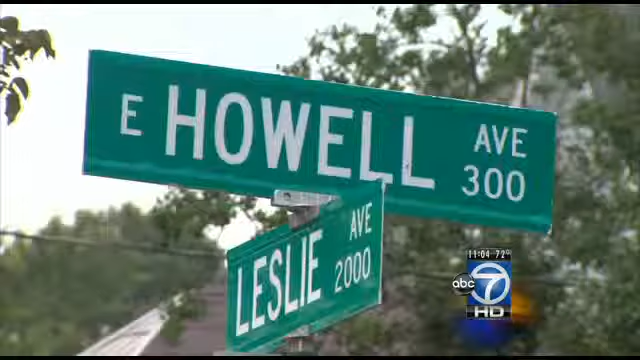 E HOWELL AVE
300
LESLIE AVE
2000
11:04 72°
abc 7
HD